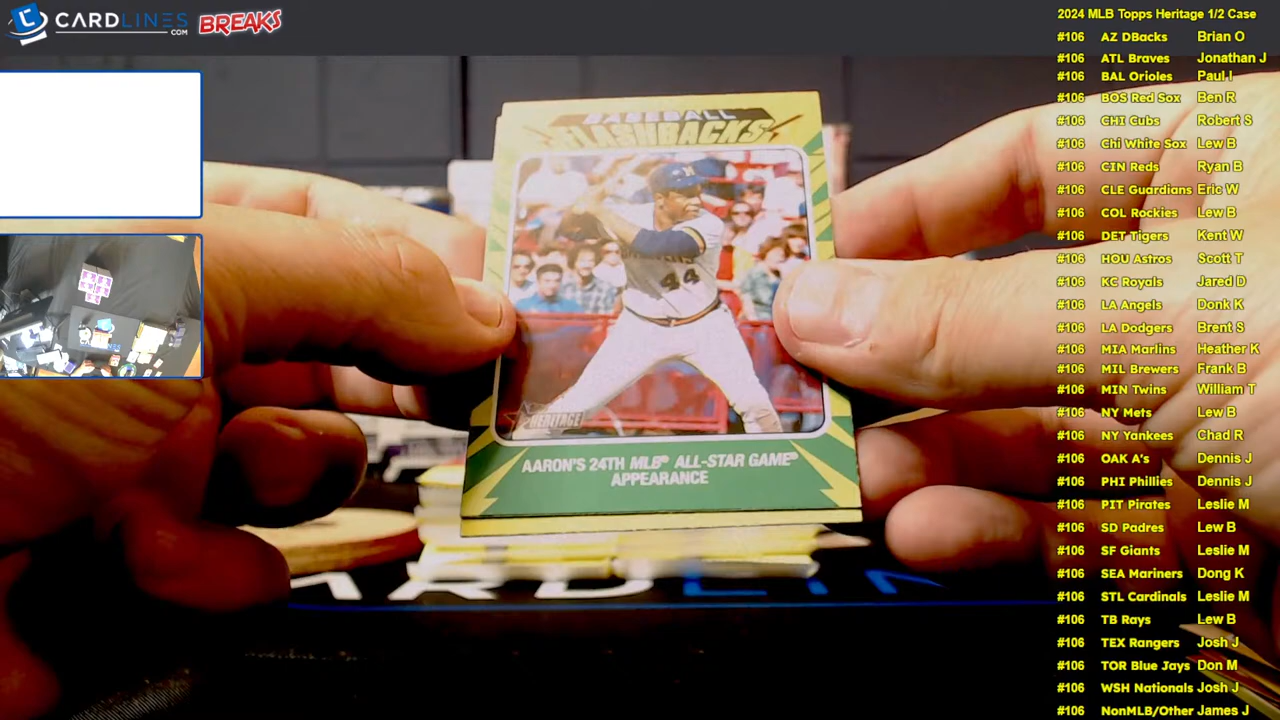 CARDLINES
.COM
BREAKS
BASEBALL
FLASHBACKS
44
HERITAGE
AARON'S 24TH MLB® ALL-STAR GAME®
APPEARANCE
ARDLIN
2024 MLB Topps Heritage 1/2 Case
#106 AZ DBacks Brian O
#106 ATL Braves Jonathan J
#106 BAL Orioles Paul I
#106 BOS Red Sox Ben R
#106 CHI Cubs Robert S
#106 Chi White Sox Lew B
#106 CIN Reds Ryan B
#106 CLE Guardians Eric W
#106 COL Rockies Lew B
#106 DET Tigers Kent W
#106 HOU Astros Scott T
#106 KC Royals Jared D
#106 LA Angels Donk K
#106 LA Dodgers Brent S
#106 MIA Marlins Heather K
#106 MIL Brewers Frank B
#106 MIN Twins William T
#106 NY Mets Lew B
#106 NY Yankees Chad R
#106 OAK A's Dennis J
#106 PHI Phillies Dennis J
#106 PIT Pirates Leslie M
#106 SD Padres Lew B
#106 SF Giants Leslie M
#106 SEA Mariners Dong K
#106 STL Cardinals Leslie M
#106 TB Rays Lew B
#106 TEX Rangers Josh J
#106 TOR Blue Jays Don M
#106 WSH Nationals Josh J
#106 NonMLB/Other James J